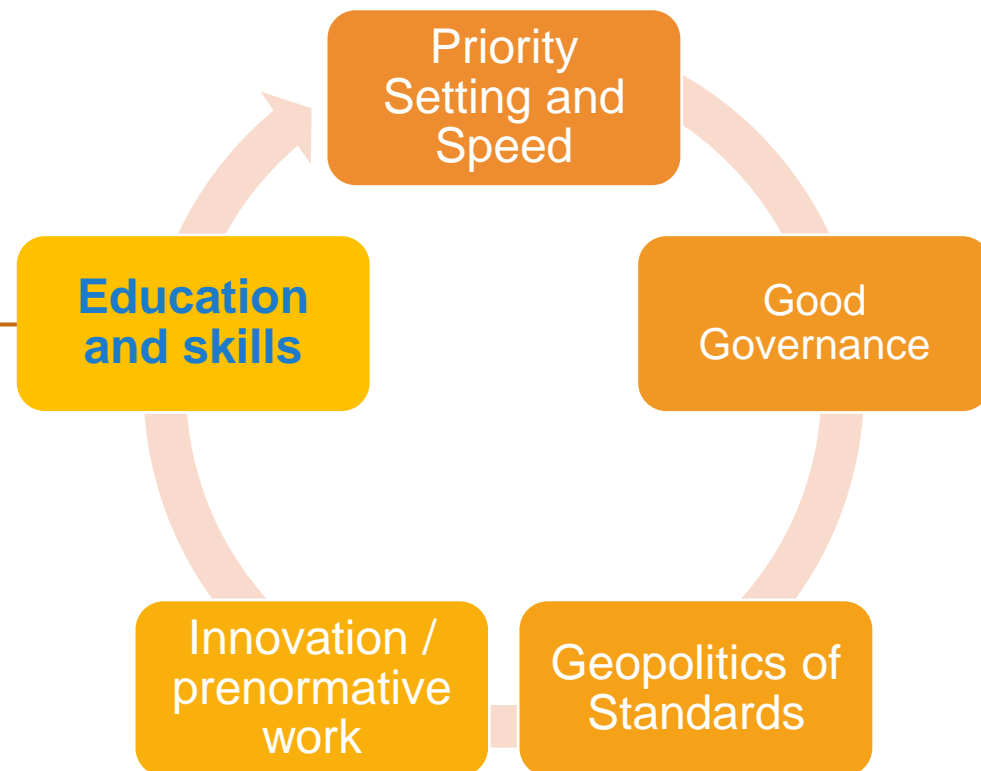 Priority
Setting and
Speed
Good
Governance
Geopolitics of
Standards
Innovation /
prenormative
work
Education
and skills